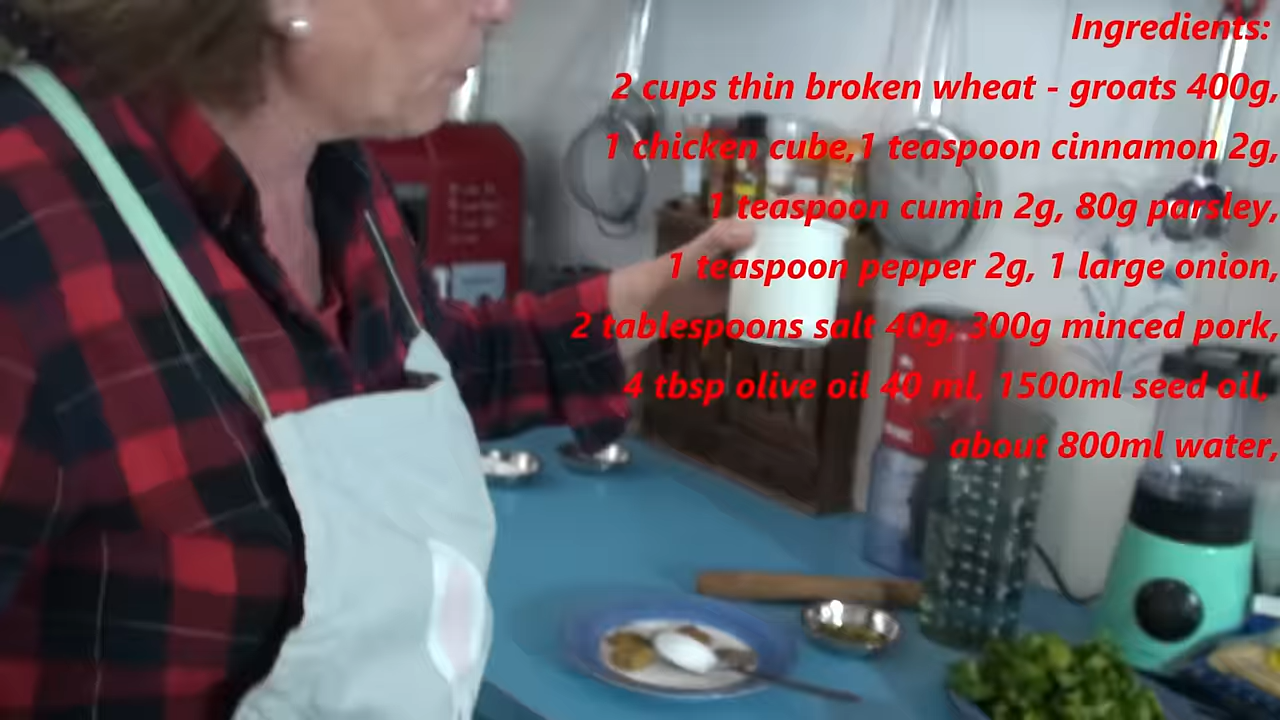 Ingredients:
2 cups thin broken wheat - groats 400g,
1 chicken cube,1 teaspoon cinnamon 2g,
1 teaspoon cumin 2g, 80g parsley,
1 teaspoon pepper 2g, 1 large onion,
2 tablespoons salt 40g, 300g minced pork,
4 tbsp olive oil 40 ml, 1500ml seed oil,
about 800ml water,